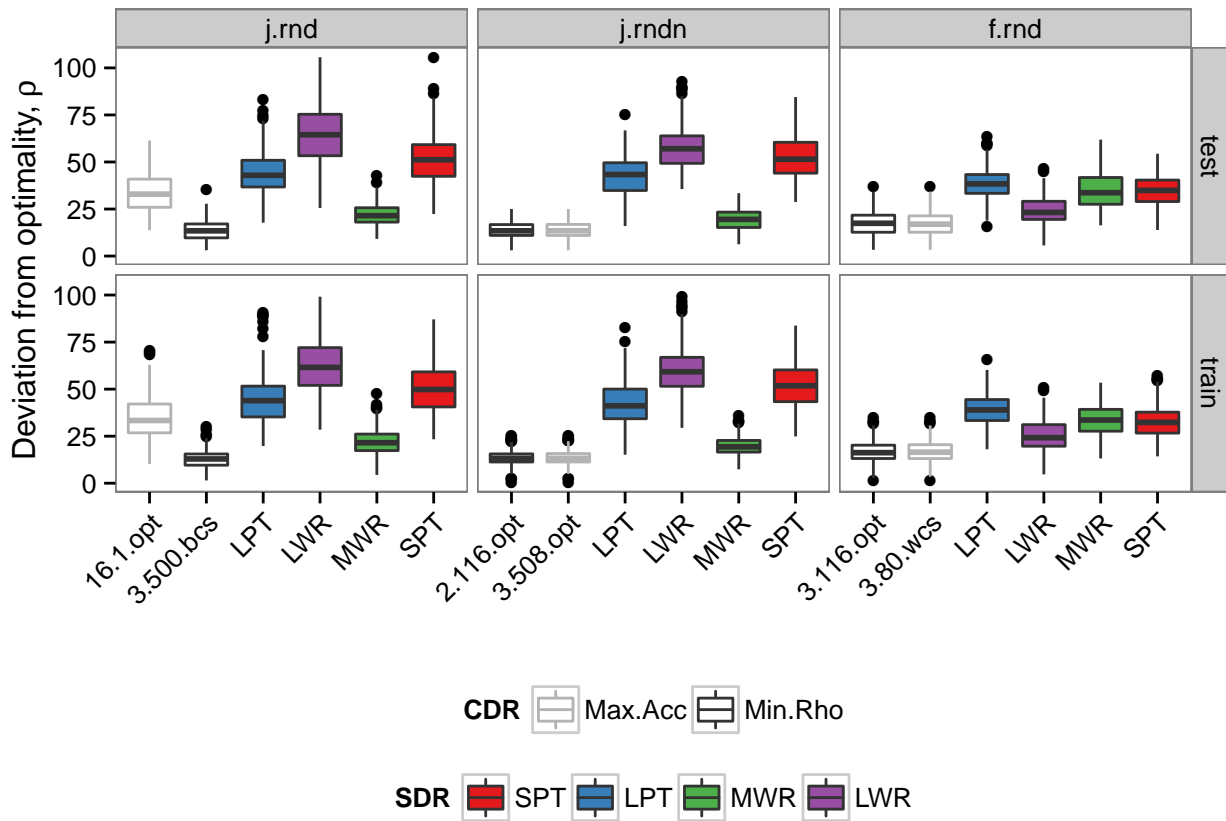 j.rnd j.rndn f.rnd
Deviation from optimality, ρ
100
75
50
25
0
test
100
75
50
25
0
train
16.1.opt 3.500.bcs LPT LWR MWR SPT 2.116.opt 3.508.opt LPT LWR MWR SPT 3.116.opt 3.80.wcs LPT LWR MWR SPT
CDR Max.Acc Min.Rho
SDR SPT LPT MWR LWR